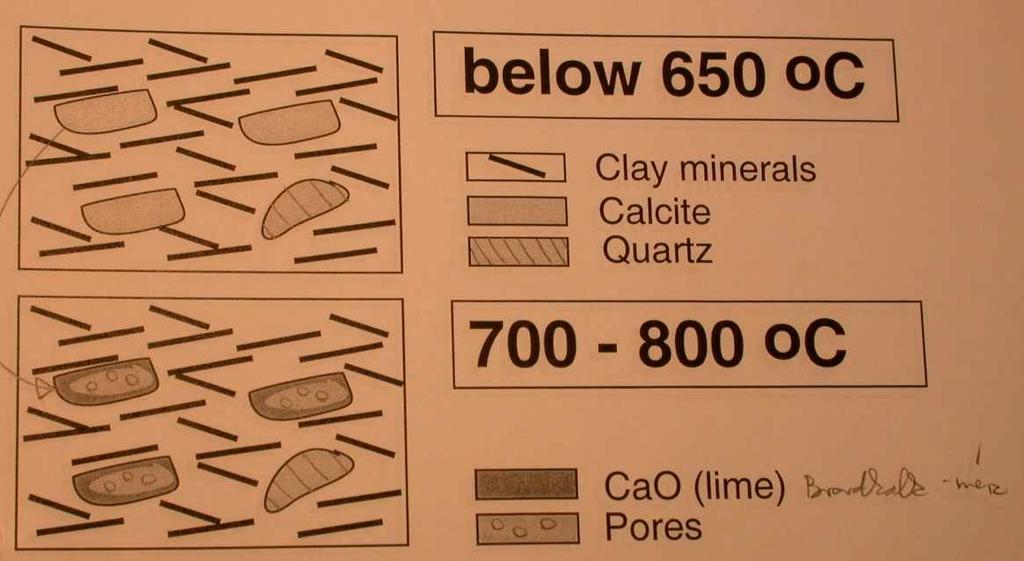 below 650 oC
Clay minerals
Calcite
Quartz
700 - 800 oC
CaO (lime)
Pores